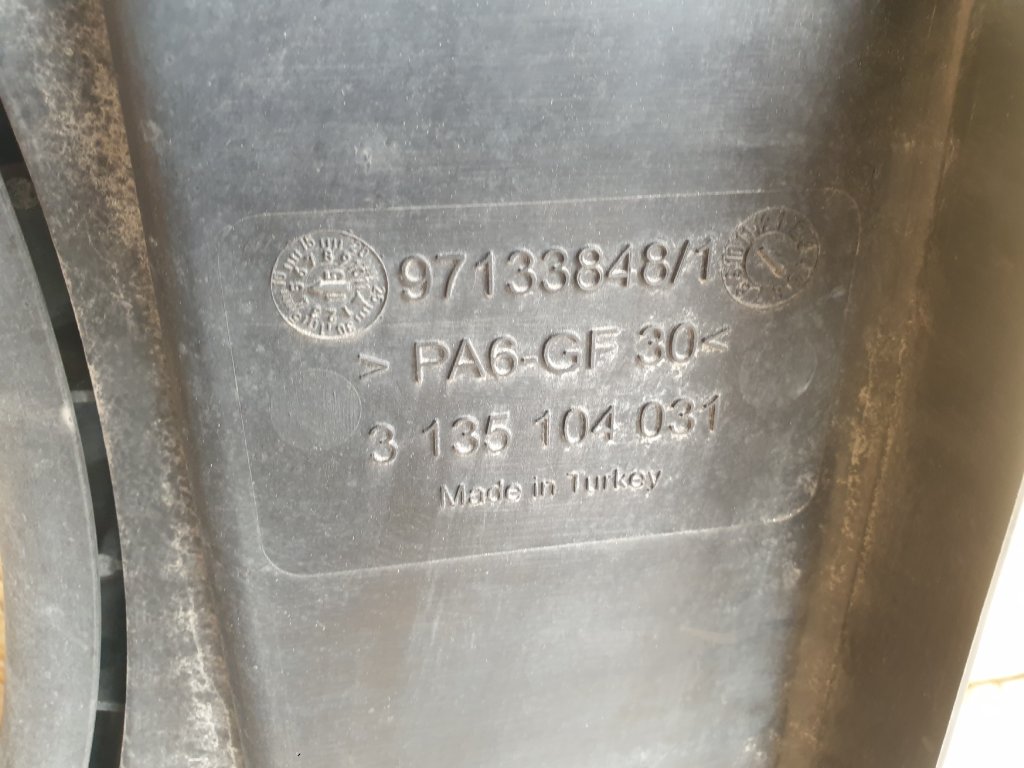 97133848/1
> PA6-GF 30<
3 135 104 031
Made in Turkey